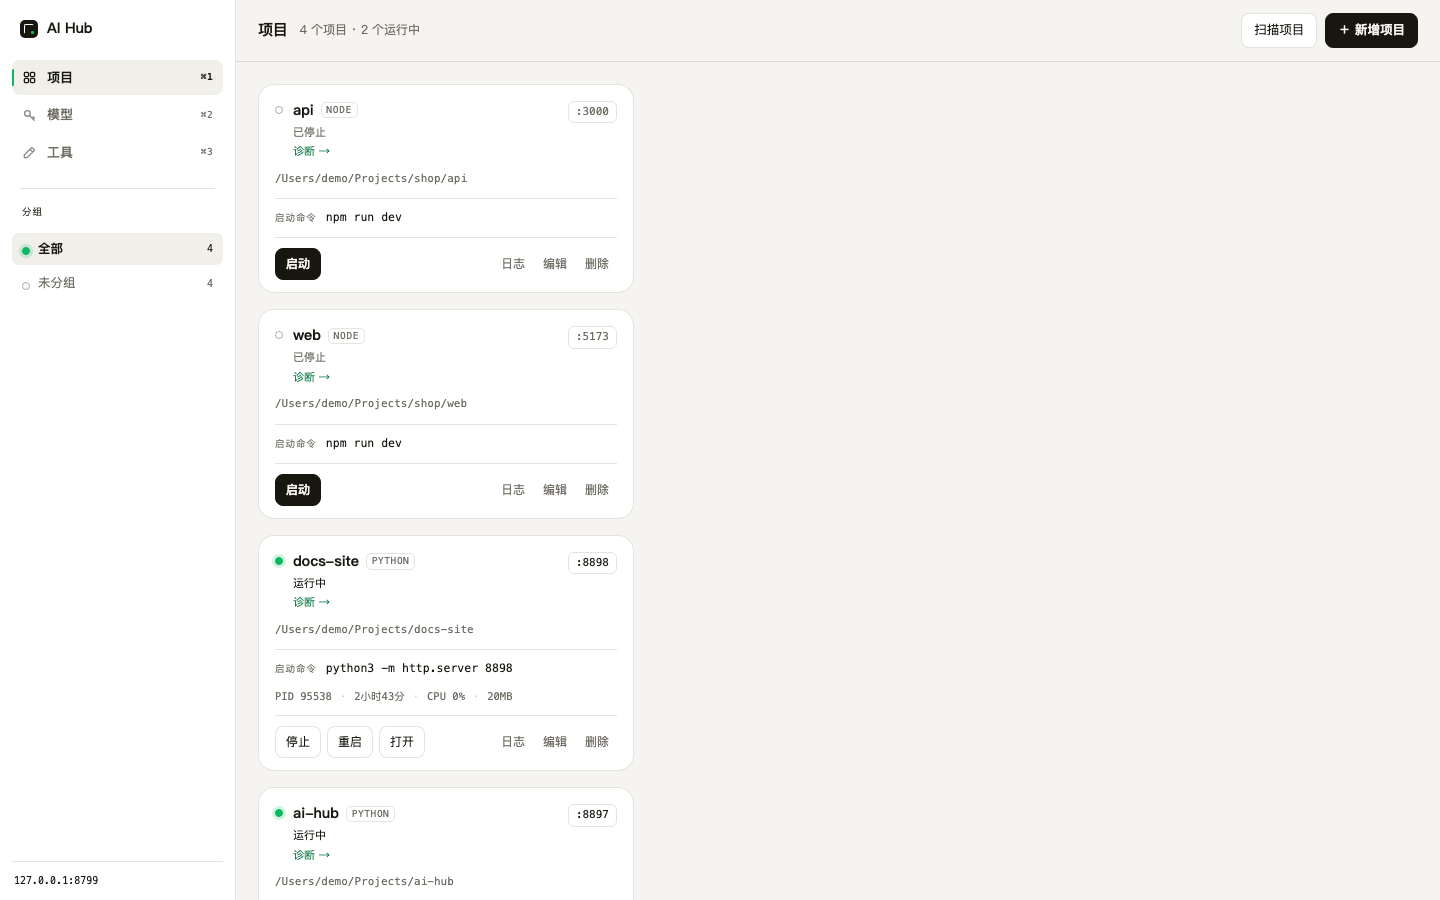 AI Hub
项目 ⌘1
模型 ⌘2
工具 ⌘3
分组
全部 4
未分组 4
127.0.0.1:8799
项目 4 个项目 · 2 个运行中 扫描项目 + 新增项目
api NODE :3000
已停止
诊断 →
/Users/demo/Projects/shop/api
启动命令 npm run dev
启动 日志 编辑 删除
web NODE :5173
已停止
诊断 →
/Users/demo/Projects/shop/web
启动命令 npm run dev
启动 日志 编辑 删除
docs-site PYTHON :8898
运行中
诊断 →
/Users/demo/Projects/docs-site
启动命令 python3 -m http.server 8898
PID 95538 · 2小时43分 · CPU 0% · 20MB
停止 重启 打开 日志 编辑 删除
ai-hub PYTHON :8897
运行中
诊断 →
/Users/demo/Projects/ai-hub